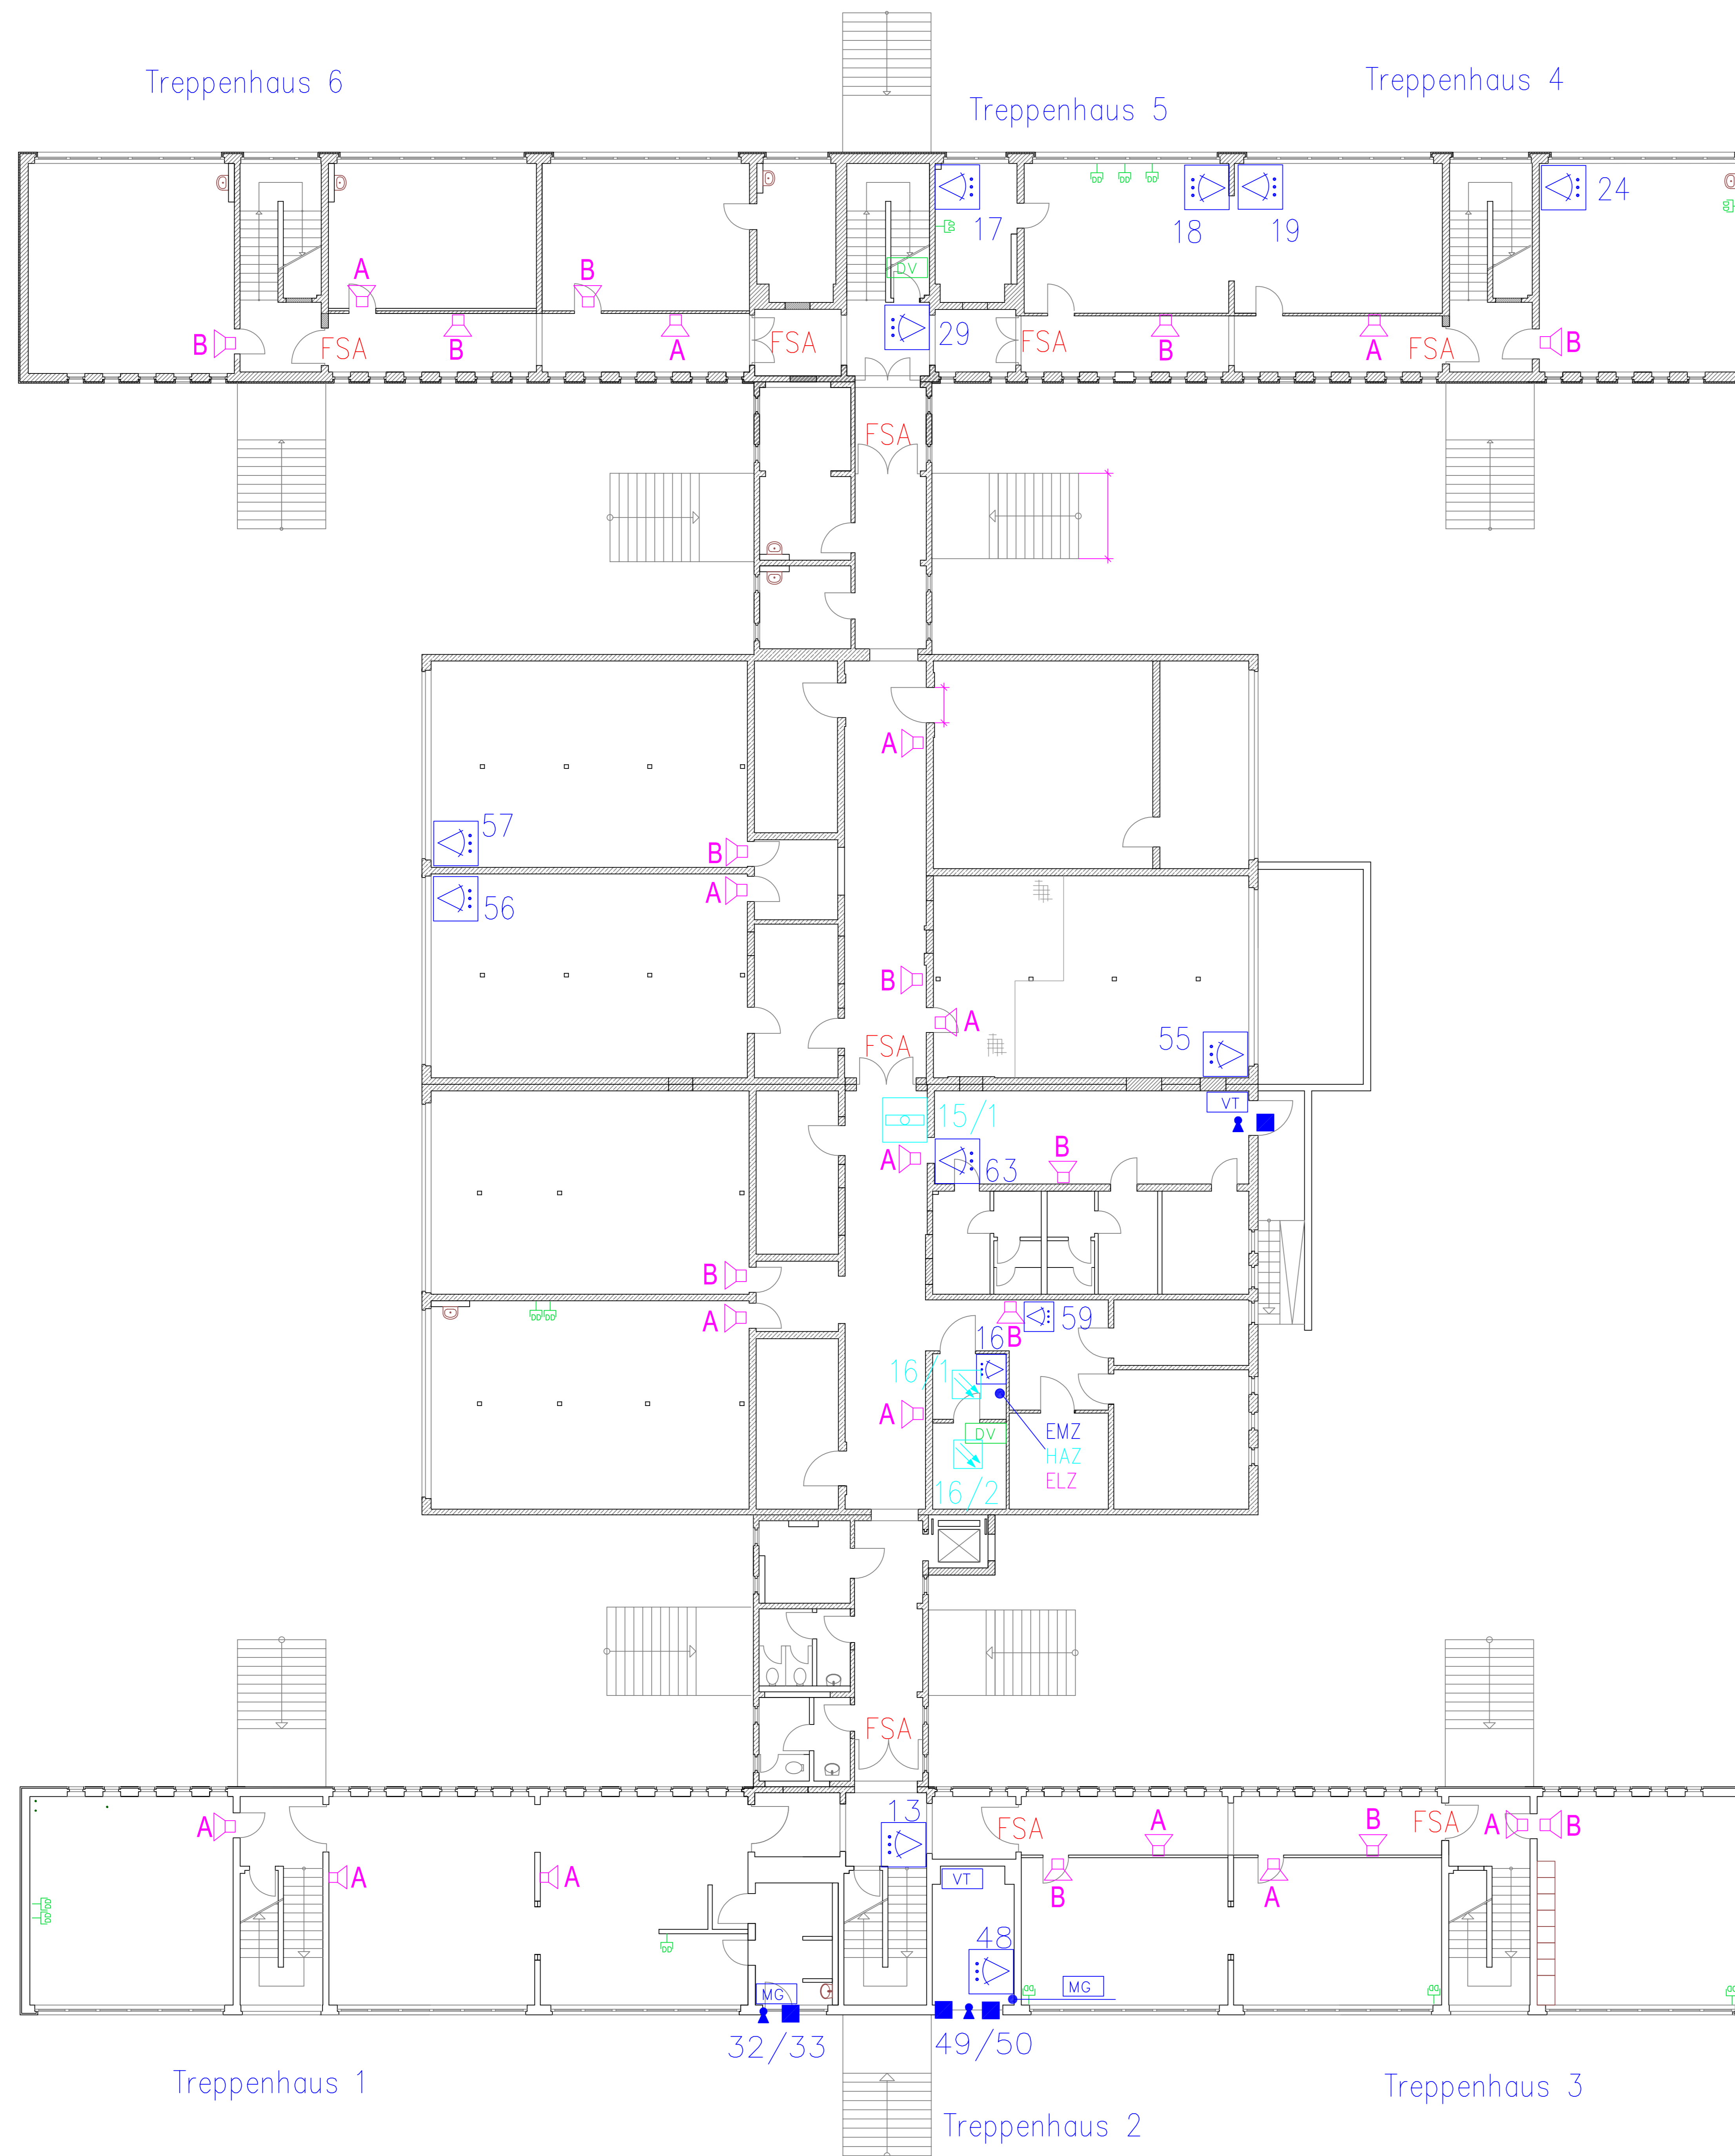 Treppenhaus 6
Treppenhaus 4
Treppenhaus 5
17
18
19
24
DV
A
B
29
B
FSA
B
A
FSA
FSA
B
A
FSA
B
FSA
A
57
B
A
56
B
A
55
FSA
VT
15/1
A
63
B
B
A
59
B
16
16/1
A
DV
EMZ
HAZ
ELZ
16/2
FSA
13
A
FSA
A
B
FSA
A
B
A
A
VT
B
A
48
MG
MG
32/33
49/50
Treppenhaus 1
Treppenhaus 3
Treppenhaus 2